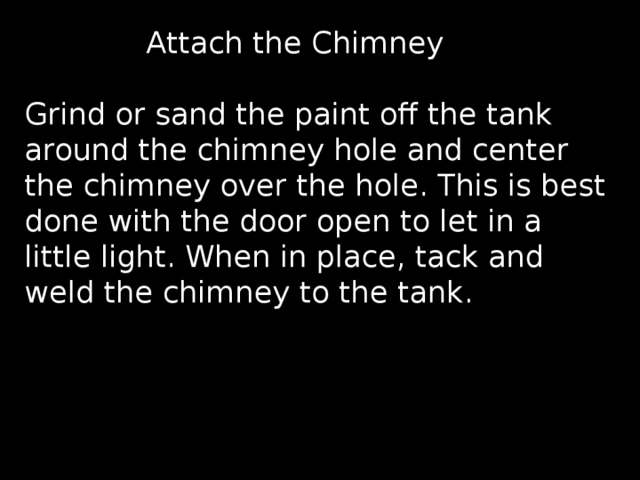 Attach the Chimney
Grind or sand the paint off the tank
around the chimney hole and center
the chimney over the hole. This is best
done with the door open to let in a
little light. When in place, tack and
weld the chimney to the tank.